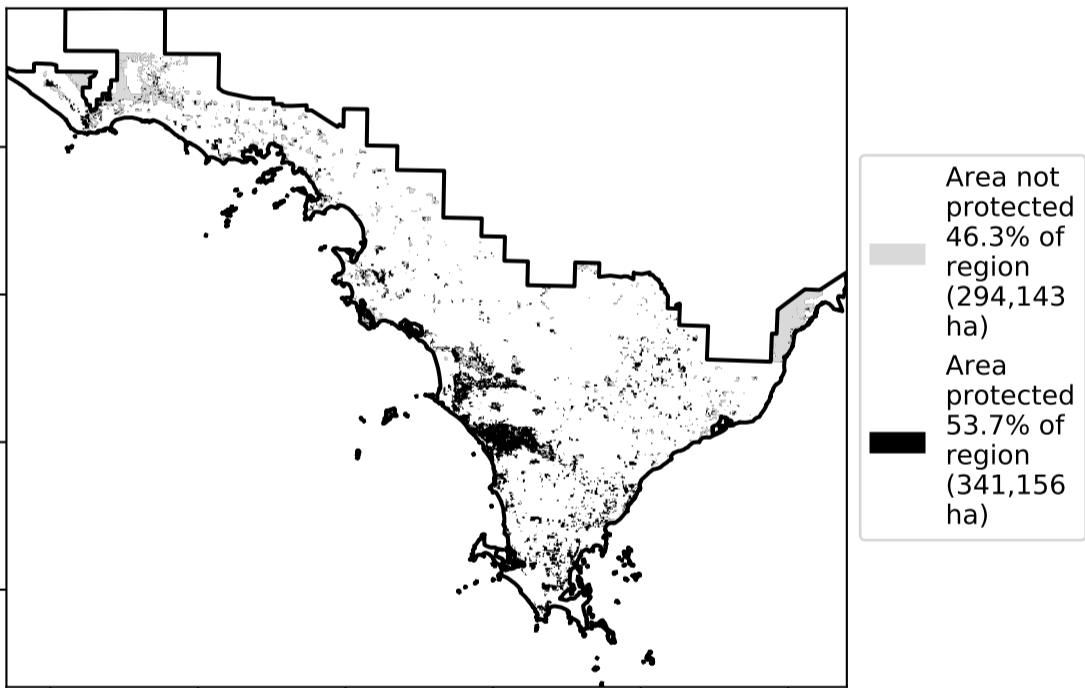 Area not
protected
46.3% of
region
(294,143
ha)
Area
protected
53.7% of
region
(341,156
ha)